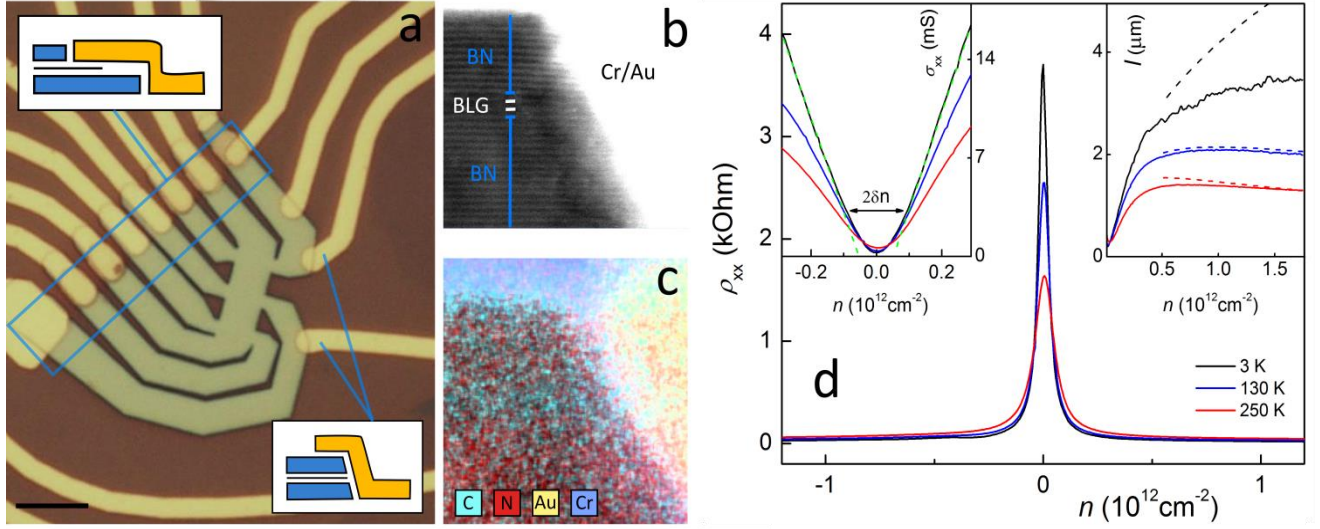 a
b
BN
BLG
BN
Cr/Au
c
C N Au Cr
ρxx (kOhm)
4
3
2
1
0
-1 0 1
n (10¹²cm⁻²)
d
3 K
130 K
250 K
2δn
σxx (mS)
14
7
0
-0.2 0.0 0.2
n (10¹²cm⁻²)
l (μm)
4
2
0
0.5 1.0 1.5
n (10¹²cm⁻²)